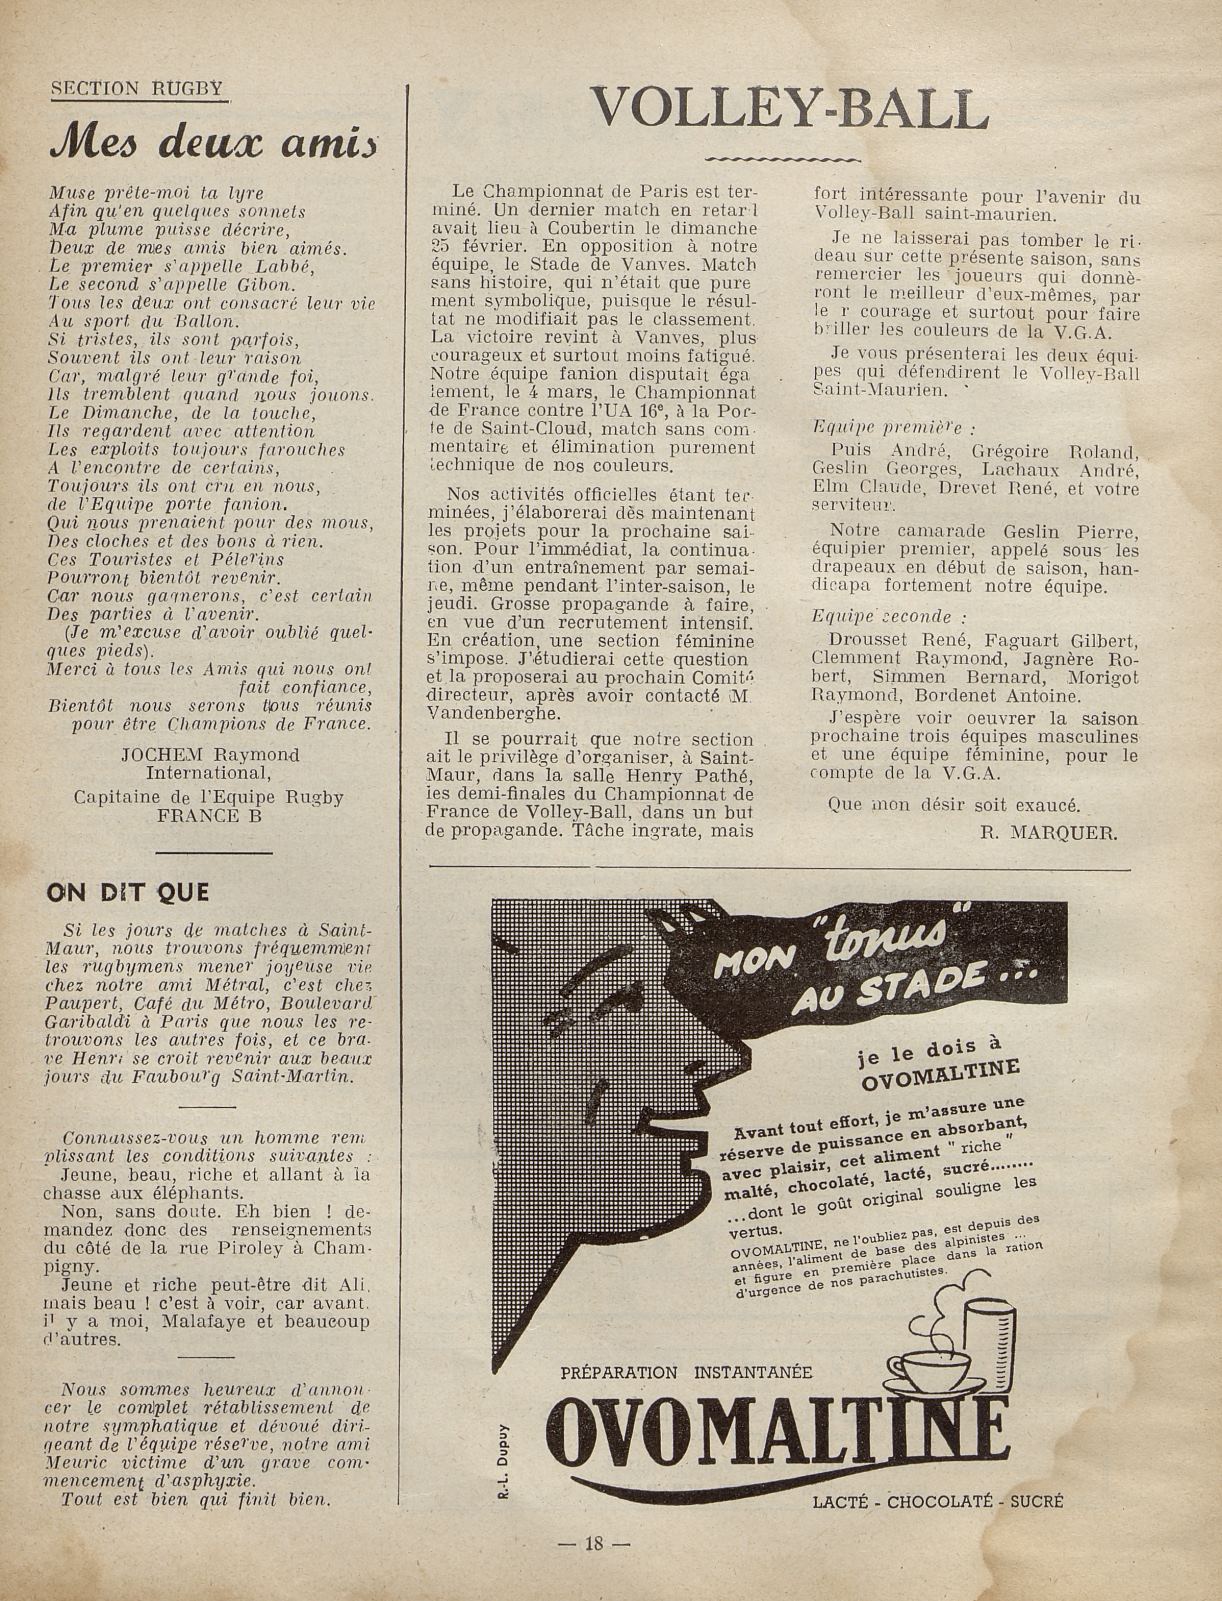 SECTION RUGBY
Mes deux amis
Muse prête-moi ta lyre
Afin qu'en quelques sonnets
Ma plume puisse décrire,
Deux de mes amis bien aimés.
Le premier s'appelle Labbé,
Le second s'appelle Gibon.
Tous les deux ont consacré leur vie
Au sport du Ballon.
Si tristes, ils sont parfois,
Souvent ils ont leur raison
Car, malgré leur grande foi,
Ils tremblent quand nous jouons.
Le Dimanche, de la touche,
Ils regardent avec attention
Les exploits toujours farouches
A l'encontre de certains,
Toujours ils ont cru en nous,
de l'Equipe porte fanion.
Qui nous prenaient pour des mous,
Des cloches et des bons à rien.
Ces Touristes et Pélerins
Pourront bientôt revenir.
Car nous gagnerons, c'est certain
Des parties à l'avenir.
(Je m'excuse d'avoir oublié quel-
ques pieds).
Merci à tous les Amis qui nous ont
fait confiance,
Bientôt nous serons tous réunis
pour être Champions de France.
JOCHEM Raymond
International,
Capitaine de l'Equipe Rugby
FRANCE B
ON DIT QUE
Si les jours de matches à Saint-
Maur, nous trouvons fréquemment
les rugbymens mener joyeuse vie
chez notre ami Métral, c'est chez
Paupert, Café du Métro, Boulevard
Garibaldi à Paris que nous les re-
trouvons les autres fois, et ce bra-
ve Henri se croit revenir aux beaux
jours du Faubourg Saint-Martin.
Connaissez-vous un homme rem
plissant les conditions suivantes :
Jeune, beau, riche et allant à la
chasse aux éléphants.
Non, sans doute. Eh bien ! de-
mandez donc des renseignements
du côté de la rue Piroley à Cham-
pigny.
Jeune et riche peut-être dit Ali,
mais beau ! c'est à voir, car avant.
il y a moi, Malafaye et beaucoup
d'autres.
Nous sommes heureux d'annon-
cer le complet rétablissement de
notre symphatique et dévoué diri-
geant de l'équipe réserve, notre ami
Meuric victime d'un grave com-
mencement d'asphyxie.
Tout est bien qui finit bien.
VOLLEY-BALL
Le Championnat de Paris est ter-
miné. Un dernier match en retard
avait lieu à Coubertin le dimanche
25 février. En opposition à notre
équipe, le Stade de Vanves. Match
sans histoire, qui n'était que pure
ment symbolique, puisque le résul-
tat ne modifiait pas le classement.
La victoire revint à Vanves, plus
courageux et surtout moins fatigué.
Notre équipe fanion disputait éga
lement, le 4 mars, le Championnat
de France contre l'UA 16e, à la Por-
te de Saint-Cloud, match sans com-
mentaire et élimination purement
technique de nos couleurs.
Nos activités officielles étant ter-
minées, j'élaborerai dès maintenant
les projets pour la prochaine sai-
son. Pour l'immédiat, la continua-
tion d'un entraînement par semai-
ne, même pendant l'inter-saison, le
jeudi. Grosse propagande à faire,
en vue d'un recrutement intensif.
En création, une section féminine
s'impose. J'étudierai cette question
et la proposerai au prochain Comité
directeur, après avoir contacté M
Vandenberghe.
Il se pourrait que notre section
ait le privilège d'organiser, à Saint-
Maur, dans la salle Henry Pathé,
les demi-finales du Championnat de
France de Volley-Ball, dans un but
de propagande. Tâche ingrate, mais
fort intéressante pour l'avenir du
Volley-Ball saint-maurien.
Je ne laisserai pas tomber le ri-
deau sur cette présente saison, sans
remercier les joueurs qui donnè-
ront le meilleur d'eux-mêmes, par
le r courage et surtout pour faire
briller les couleurs de la V.G.A.
Je vous présenterai les deux équi-
pes qui défendirent le Volley-Ball
Saint-Maurien.
Equipe première :
Puis André, Grégoire Roland,
Geslin Georges, Lachaux André,
Elm Claude, Drevet René, et votre
serviteur.
Notre camarade Geslin Pierre,
équipier premier, appelé sous les
drapeaux en début de saison, han-
dicapa fortement notre équipe.
Equipe seconde :
Drousset René, Faguart Gilbert,
Clemment Raymond, Jagnère Ro-
bert, Simmen Bernard, Morigot
Raymond, Bordenet Antoine.
J'espère voir oeuvrer la saison
prochaine trois équipes masculines
et une équipe féminine, pour le
compte de la V.G.A.
Que mon désir soit exaucé.
R. MARQUER.
MON "tonus"
AU STADE...
je le dois à
OVOMALTINE
Avant tout effort, je m'assure une
réserve de puissance en absorbant,
avec plaisir, cet aliment "riche"
malté, chocolaté, lacté, sucré........
...dont le goût original souligne les
vertus.
OVOMALTINE, ne l'oubliez pas, est depuis des
années, l'aliment de base des alpinistes ...
et figure en première place dans la ration
d'urgence de nos parachutistes.
PRÉPARATION INSTANTANÉE
OVOMALTINE
LACTÉ - CHOCOLATÉ - SUCRÉ
R.-L. Dupuy
— 18 —